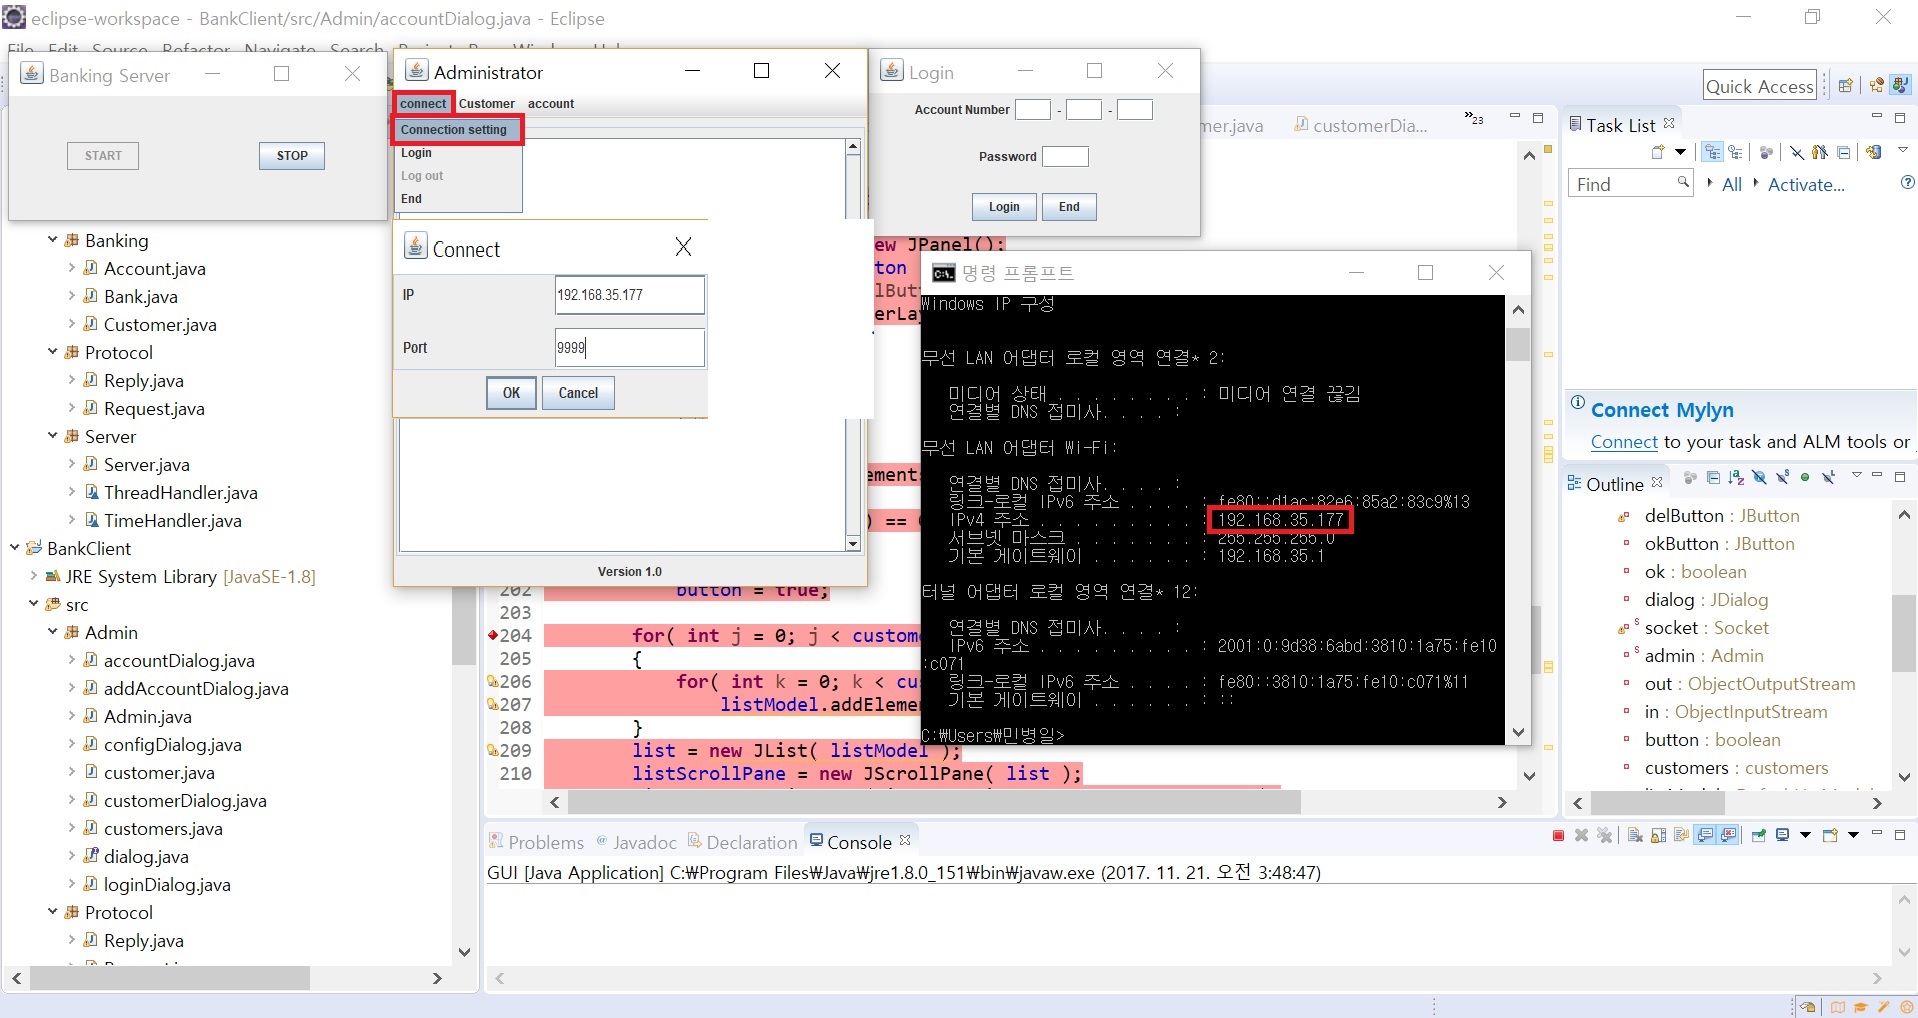 eclipse-workspace - BankClient/src/Admin/accountDialog.java - Eclipse
Banking Server
START
STOP
Administrator
connect Customer account
Connection setting
Login
Log out
End
Connect
IP 192.168.35.177
Port 9999
OK Cancel
Version 1.0
Login
Account Number - -
Password
Login End
Quick Access
mer.java
customerDia...
23
Banking
Account.java
Bank.java
Customer.java
Protocol
Reply.java
Request.java
Server
Server.java
ThreadHandler.java
TimeHandler.java
BankClient
JRE System Library [JavaSE-1.8]
src
Admin
accountDialog.java
addAccountDialog.java
Admin.java
configDialog.java
customer.java
customerDialog.java
customers.java
dialog.java
loginDialog.java
Protocol
Reply.java
ew JPanel();
ton
lButt
erLay
ement:
) == 
202 button = true;
203
204 for( int j = 0; j < custome
205 {
206 for( int k = 0; k < cus
207 listModel.addElemen
208 }
209 list = new JList( listModel );
210 listScrollPane = new JScrollPane( list );
명령 프롬프트
Windows IP 구성
무선 LAN 어댑터 로컬 영역 연결* 2:
미디어 상태 . . . . . . . . : 미디어 연결 끊김
연결별 DNS 접미사. . . . :
무선 LAN 어댑터 Wi-Fi:
연결별 DNS 접미사. . . . :
링크-로컬 IPv6 주소 . . . . : fe80::d1ac:82e6:85a2:83c9%13
IPv4 주소 . . . . . . . . . : 192.168.35.177
서브넷 마스크 . . . . . . . : 255.255.255.0
기본 게이트웨이 . . . . . . : 192.168.35.1
터널 어댑터 로컬 영역 연결* 12:
연결별 DNS 접미사. . . . :
IPv6 주소 . . . . . . . . . : 2001:0:9d38:6abd:3810:1a75:fe10
:c071
링크-로컬 IPv6 주소 . . . . : fe80::3810:1a75:fe10:c071%11
기본 게이트웨이 . . . . . . : ::
C:₩Users₩민병일>
Task List
Find
All Activate...
Connect Mylyn
Connect to your task and ALM tools or
Outline
delButton : JButton
okButton : JButton
ok : boolean
dialog : JDialog
socket : Socket
admin : Admin
out : ObjectOutputStream
in : ObjectInputStream
button : boolean
customers : customers
Problems @ Javadoc Declaration Console
GUI [Java Application] C:₩Program Files₩Java₩jre1.8.0_151₩bin₩javaw.exe (2017. 11. 21. 오전 3:48:47)